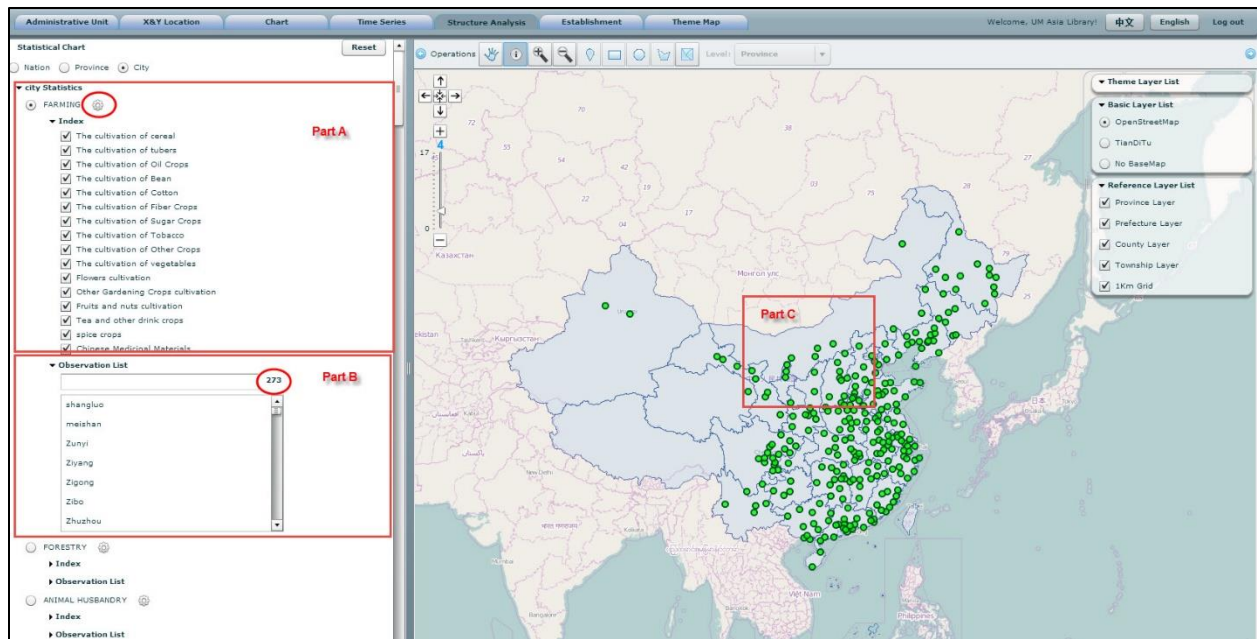 Administrative Unit
X&Y Location
Chart
Time Series
Structure Analysis
Establishment
Theme Map
Welcome, UM Asia Library!
中文
English
Log out
Statistical Chart
Reset
Nation
Province
City
city Statistics
FARMING
Part A
Index
The cultivation of cereal
The cultivation of tubers
The cultivation of Oil Crops
The cultivation of Bean
The cultivation of Cotton
The cultivation of Fiber Crops
The cultivation of Sugar Crops
The cultivation of Tobacco
The cultivation of Other Crops
The cultivation of vegetables
Flowers cultivation
Other Gardening Crops cultivation
Fruits and nuts cultivation
Tea and other drink crops
spice crops
Chinese Medicinal Materials
Observation List
273
Part B
shangluo
meishan
Zunyi
Ziyang
Zigong
Zibo
Zhuzhou
FORESTRY
Index
Observation List
ANIMAL HUSBANDRY
Index
Observation List
Operations
Level:
Province
17
4
0
Part C
Казахстан
Монгол улс
Кыргызстан
New Delhi
Việt Nam
Bangkok
Philippines
日本
Theme Layer List
Basic Layer List
OpenStreetMap
TianDiTu
No BaseMap
Reference Layer List
Province Layer
Prefecture Layer
County Layer
Township Layer
1Km Grid